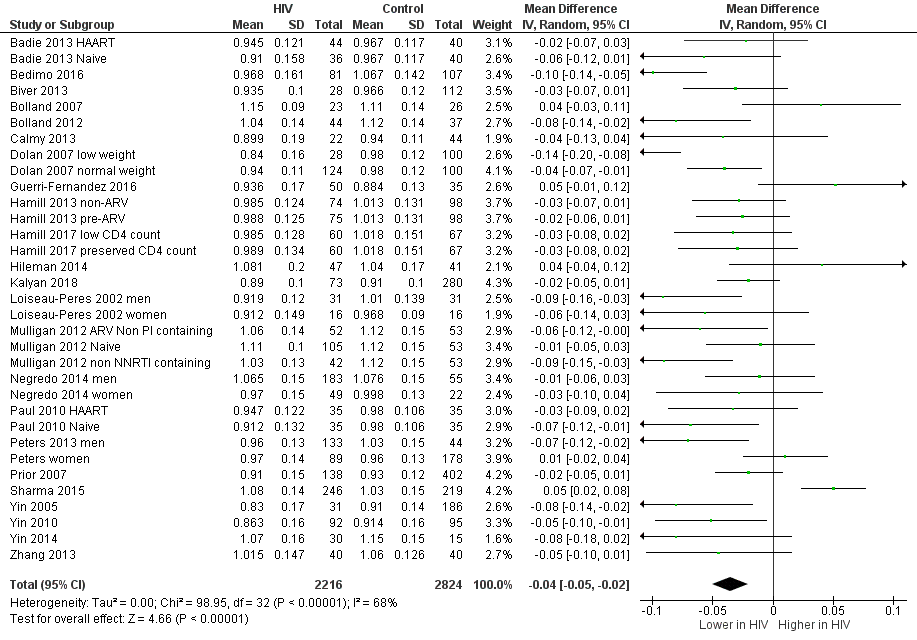 HIV Control Mean Difference Mean Difference
Study or Subgroup Mean SD Total Mean SD Total Weight IV, Random, 95% CI IV, Random, 95% CI
Badie 2013 HAART 0.945 0.121 44 0.967 0.117 40 3.1% -0.02 [-0.07, 0.03]
Badie 2013 Naive 0.91 0.158 36 0.967 0.117 40 2.6% -0.06 [-0.12, 0.01]
Bedimo 2016 0.968 0.161 81 1.067 0.142 107 3.4% -0.10 [-0.14, -0.05]
Biver 2013 0.935 0.1 28 0.966 0.12 112 3.5% -0.03 [-0.07, 0.01]
Bolland 2007 1.15 0.09 23 1.11 0.14 26 2.5% 0.04 [-0.03, 0.11]
Bolland 2012 1.04 0.14 44 1.12 0.14 37 2.7% -0.08 [-0.14, -0.02]
Calmy 2013 0.899 0.19 22 0.94 0.11 44 1.9% -0.04 [-0.13, 0.04]
Dolan 2007 low weight 0.84 0.16 28 0.98 0.12 100 2.6% -0.14 [-0.20, -0.08]
Dolan 2007 normal weight 0.94 0.11 124 0.98 0.12 100 4.1% -0.04 [-0.07, -0.01]
Guerri-Fernandez 2016 0.936 0.17 50 0.884 0.13 35 2.5% 0.05 [-0.01, 0.12]
Hamill 2013 non-ARV 0.985 0.124 74 1.013 0.131 98 3.7% -0.03 [-0.07, 0.01]
Hamill 2013 pre-ARV 0.988 0.125 75 1.013 0.131 98 3.7% -0.02 [-0.06, 0.01]
Hamill 2017 low CD4 count 0.985 0.128 60 1.018 0.151 67 3.2% -0.03 [-0.08, 0.02]
Hamill 2017 preserved CD4 count 0.989 0.134 60 1.018 0.151 67 3.2% -0.03 [-0.08, 0.02]
Hileman 2014 1.081 0.2 47 1.04 0.17 41 2.1% 0.04 [-0.04, 0.12]
Kalyan 2018 0.89 0.1 73 0.91 0.1 280 4.2% -0.02 [-0.05, 0.01]
Loiseau-Peres 2002 men 0.919 0.12 31 1.01 0.139 31 2.5% -0.09 [-0.16, -0.03]
Loiseau-Peres 2002 women 0.912 0.149 16 0.968 0.09 16 1.9% -0.06 [-0.14, 0.03]
Mulligan 2012 ARV Non PI containing 1.06 0.14 52 1.12 0.15 53 2.9% -0.06 [-0.12, -0.00]
Mulligan 2012 Naive 1.11 0.1 105 1.12 0.15 53 3.4% -0.01 [-0.05, 0.03]
Mulligan 2012 non NNRTI containing 1.03 0.13 42 1.12 0.15 53 2.8% -0.09 [-0.15, -0.03]
Negredo 2014 men 1.065 0.15 183 1.076 0.15 55 3.3% -0.01 [-0.06, 0.03]
Negredo 2014 women 0.97 0.15 49 0.998 0.13 22 2.4% -0.03 [-0.10, 0.04]
Paul 2010 HAART 0.947 0.122 35 0.98 0.106 35 3.0% -0.03 [-0.09, 0.02]
Paul 2010 Naive 0.912 0.132 35 0.98 0.106 35 2.9% -0.07 [-0.12, -0.01]
Peters 2013 men 0.96 0.13 133 1.03 0.15 44 3.2% -0.07 [-0.12, -0.02]
Peters women 0.97 0.14 89 0.96 0.13 178 3.9% 0.01 [-0.02, 0.04]
Prior 2007 0.91 0.15 138 0.93 0.12 402 4.2% -0.02 [-0.05, 0.01]
Sharma 2015 1.08 0.14 246 1.03 0.15 219 4.2% 0.05 [0.02, 0.08]
Yin 2005 0.83 0.17 31 0.91 0.14 186 2.5% -0.08 [-0.14, -0.02]
Yin 2010 0.863 0.16 92 0.914 0.16 95 3.3% -0.05 [-0.10, -0.01]
Yin 2014 1.07 0.16 30 1.15 0.15 15 1.7% -0.08 [-0.18, 0.02]
Zhang 2013 1.015 0.147 40 1.06 0.126 40 2.8% -0.05 [-0.10, 0.01]
Total (95% CI) 2216 2824 100.0% -0.04 [-0.05, -0.02]
Heterogeneity: Tau² = 0.00; Chi² = 98.95, df = 32 (P < 0.00001); I² = 68%
Test for overall effect: Z = 4.66 (P < 0.00001)
-0.1 -0.05 0 0.05 0.1
Lower in HIV Higher in HIV